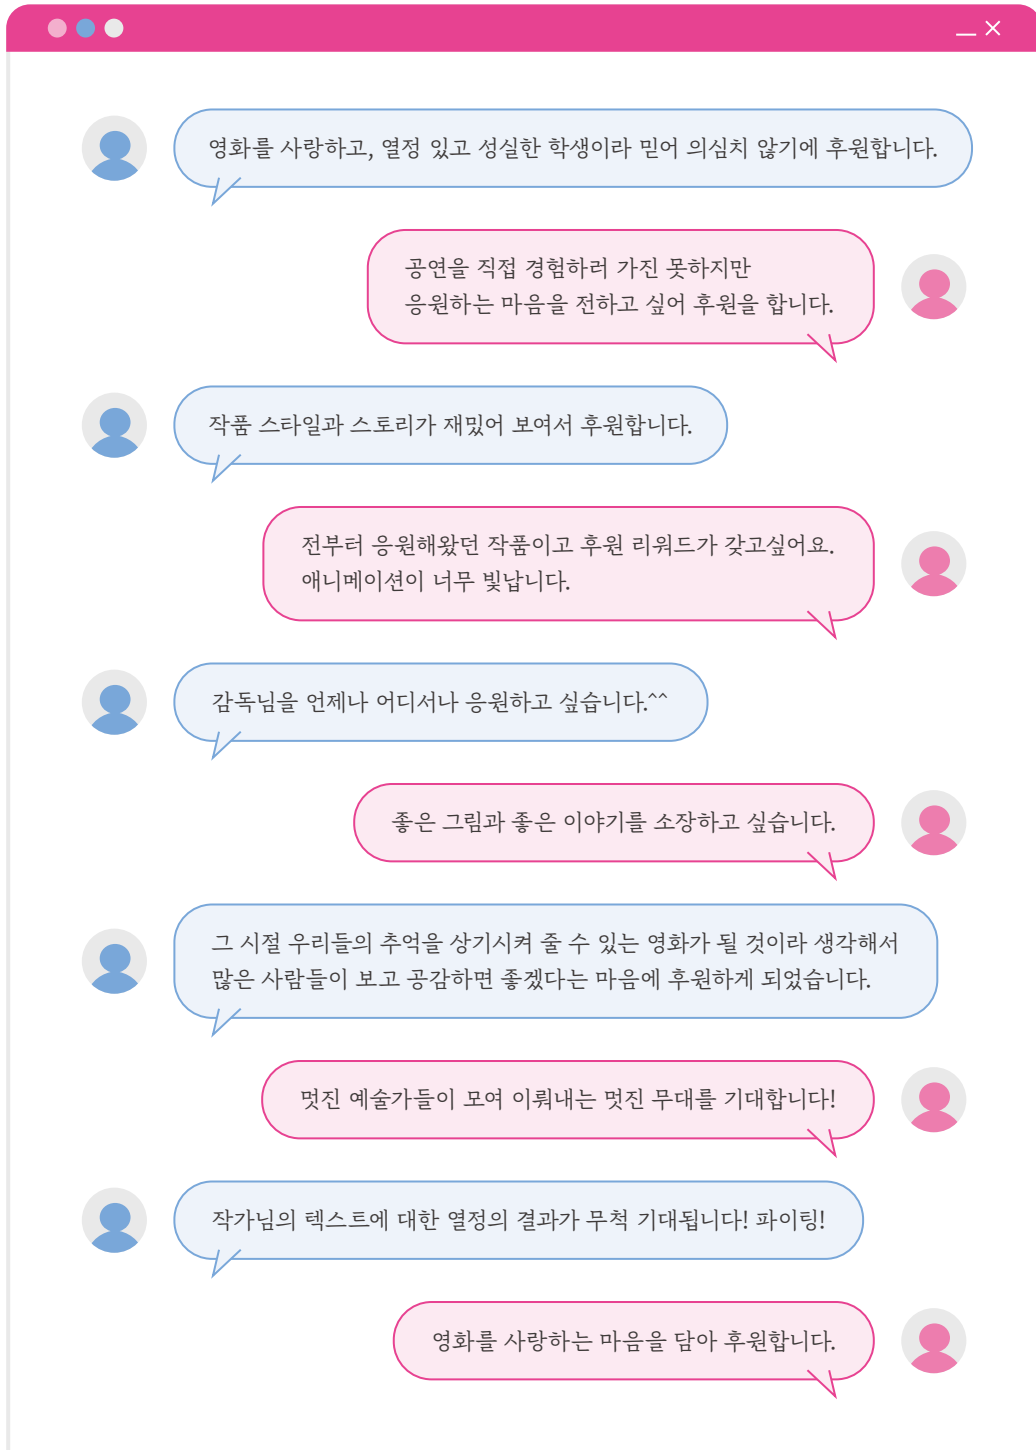 영화를 사랑하고, 열정 있고 성실한 학생이라 믿어 의심치 않기에 후원합니다.
공연을 직접 경험하러 가진 못하지만
응원하는 마음을 전하고 싶어 후원을 합니다.
작품 스타일과 스토리가 재밌어 보여서 후원합니다.
전부터 응원해왔던 작품이고 후원 리워드가 갖고싶어요.
애니메이션이 너무 빛납니다.
감독님을 언제나 어디서나 응원하고 싶습니다.^^
좋은 그림과 좋은 이야기를 소장하고 싶습니다.
그 시절 우리들의 추억을 상기시켜 줄 수 있는 영화가 될 것이라 생각해서
많은 사람들이 보고 공감하면 좋겠다는 마음에 후원하게 되었습니다.
멋진 예술가들이 모여 이뤄내는 멋진 무대를 기대합니다!
작가님의 텍스트에 대한 열정의 결과가 무척 기대됩니다! 파이팅!
영화를 사랑하는 마음을 담아 후원합니다.